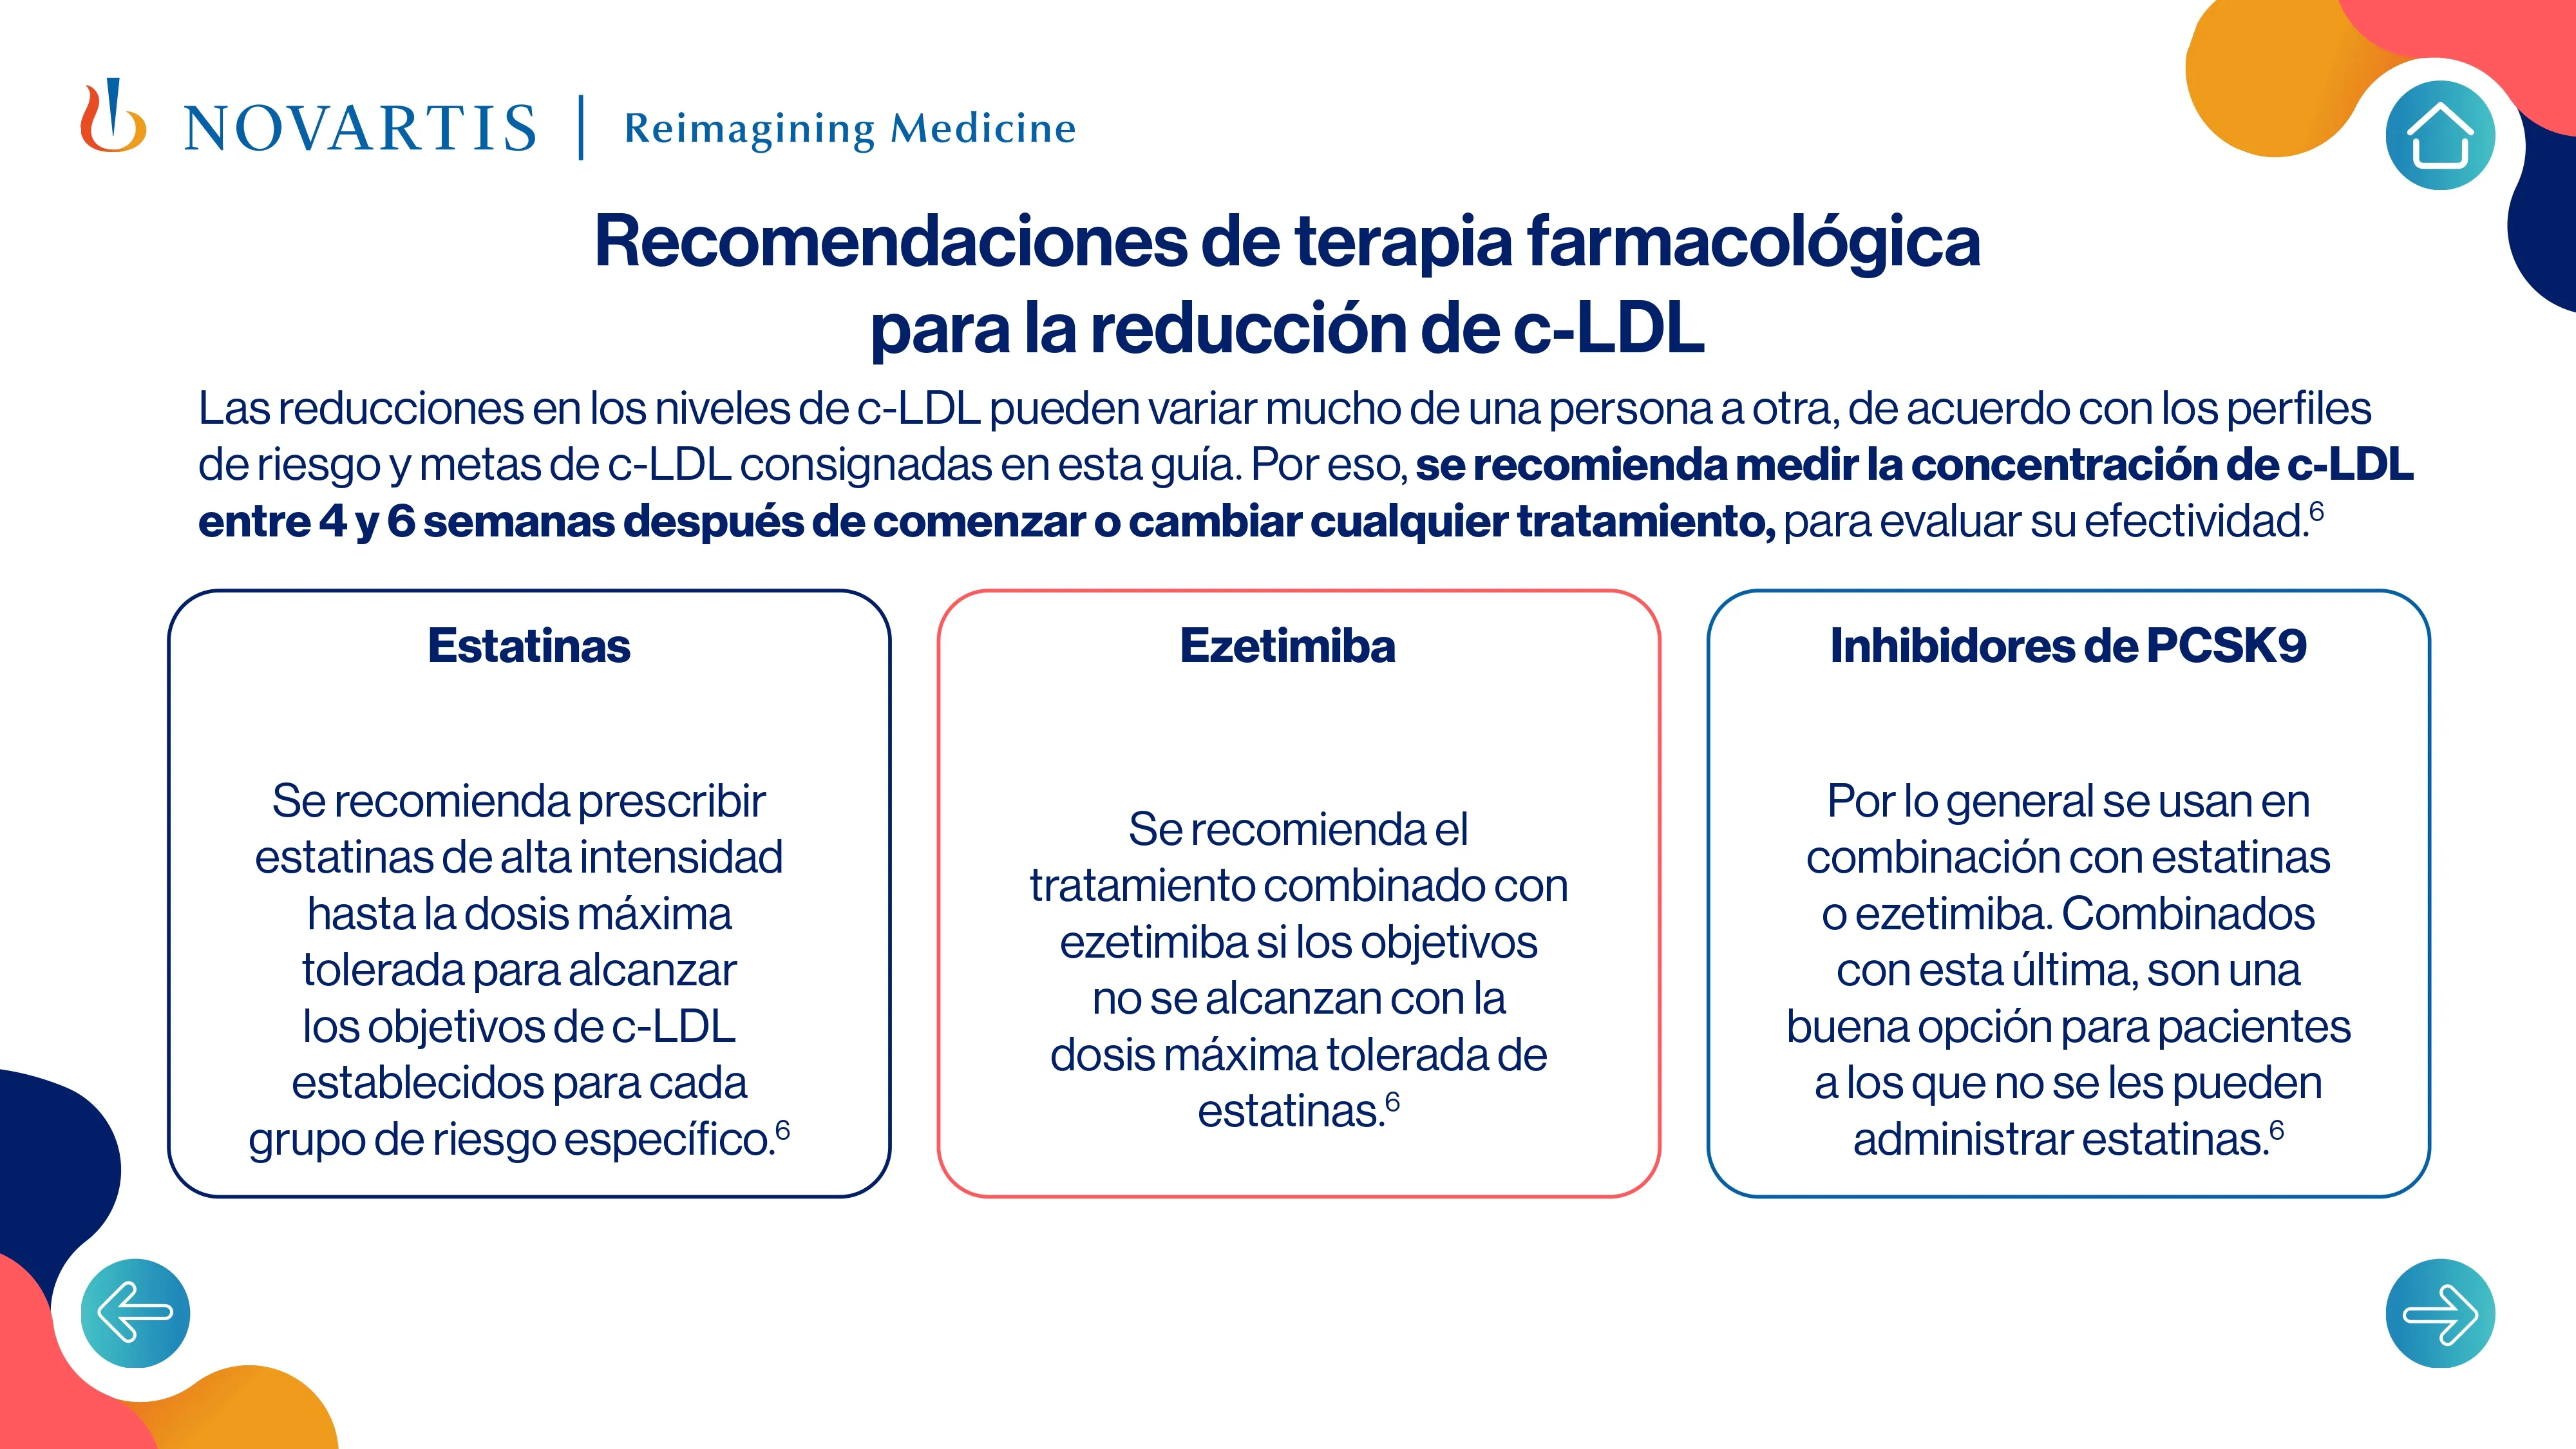 NOVARTIS | Reimagining Medicine
Recomendaciones de terapia farmacológica
para la reducción de c-LDL
Las reducciones en los niveles de c-LDL pueden variar mucho de una persona a otra, de acuerdo con los perfiles
de riesgo y metas de c-LDL consignadas en esta guía. Por eso, se recomienda medir la concentración de c-LDL
entre 4 y 6 semanas después de comenzar o cambiar cualquier tratamiento, para evaluar su efectividad.⁶
Estatinas
Se recomienda prescribir
estatinas de alta intensidad
hasta la dosis máxima
tolerada para alcanzar
los objetivos de c-LDL
establecidos para cada
grupo de riesgo específico.⁶
Ezetimiba
Se recomienda el
tratamiento combinado con
ezetimiba si los objetivos
no se alcanzan con la
dosis máxima tolerada de
estatinas.⁶
Inhibidores de PCSK9
Por lo general se usan en
combinación con estatinas
o ezetimiba. Combinados
con esta última, son una
buena opción para pacientes
a los que no se les pueden
administrar estatinas.⁶